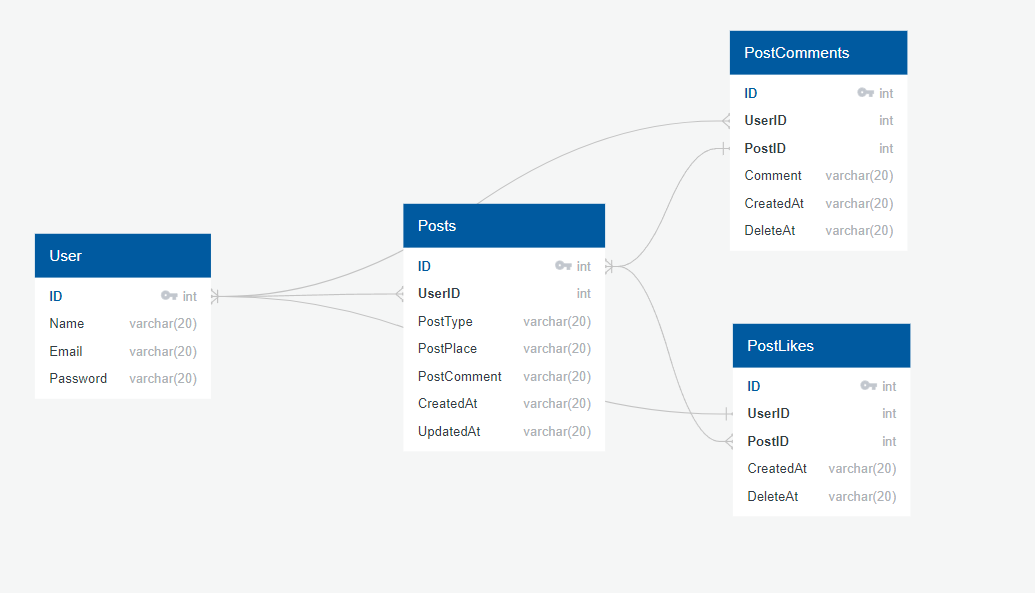 User
ID int
Name varchar(20)
Email varchar(20)
Password varchar(20)
Posts
ID int
UserID int
PostType varchar(20)
PostPlace varchar(20)
PostComment varchar(20)
CreatedAt varchar(20)
UpdatedAt varchar(20)
PostComments
ID int
UserID int
PostID int
Comment varchar(20)
CreatedAt varchar(20)
DeleteAt varchar(20)
PostLikes
ID int
UserID int
PostID int
CreatedAt varchar(20)
DeleteAt varchar(20)